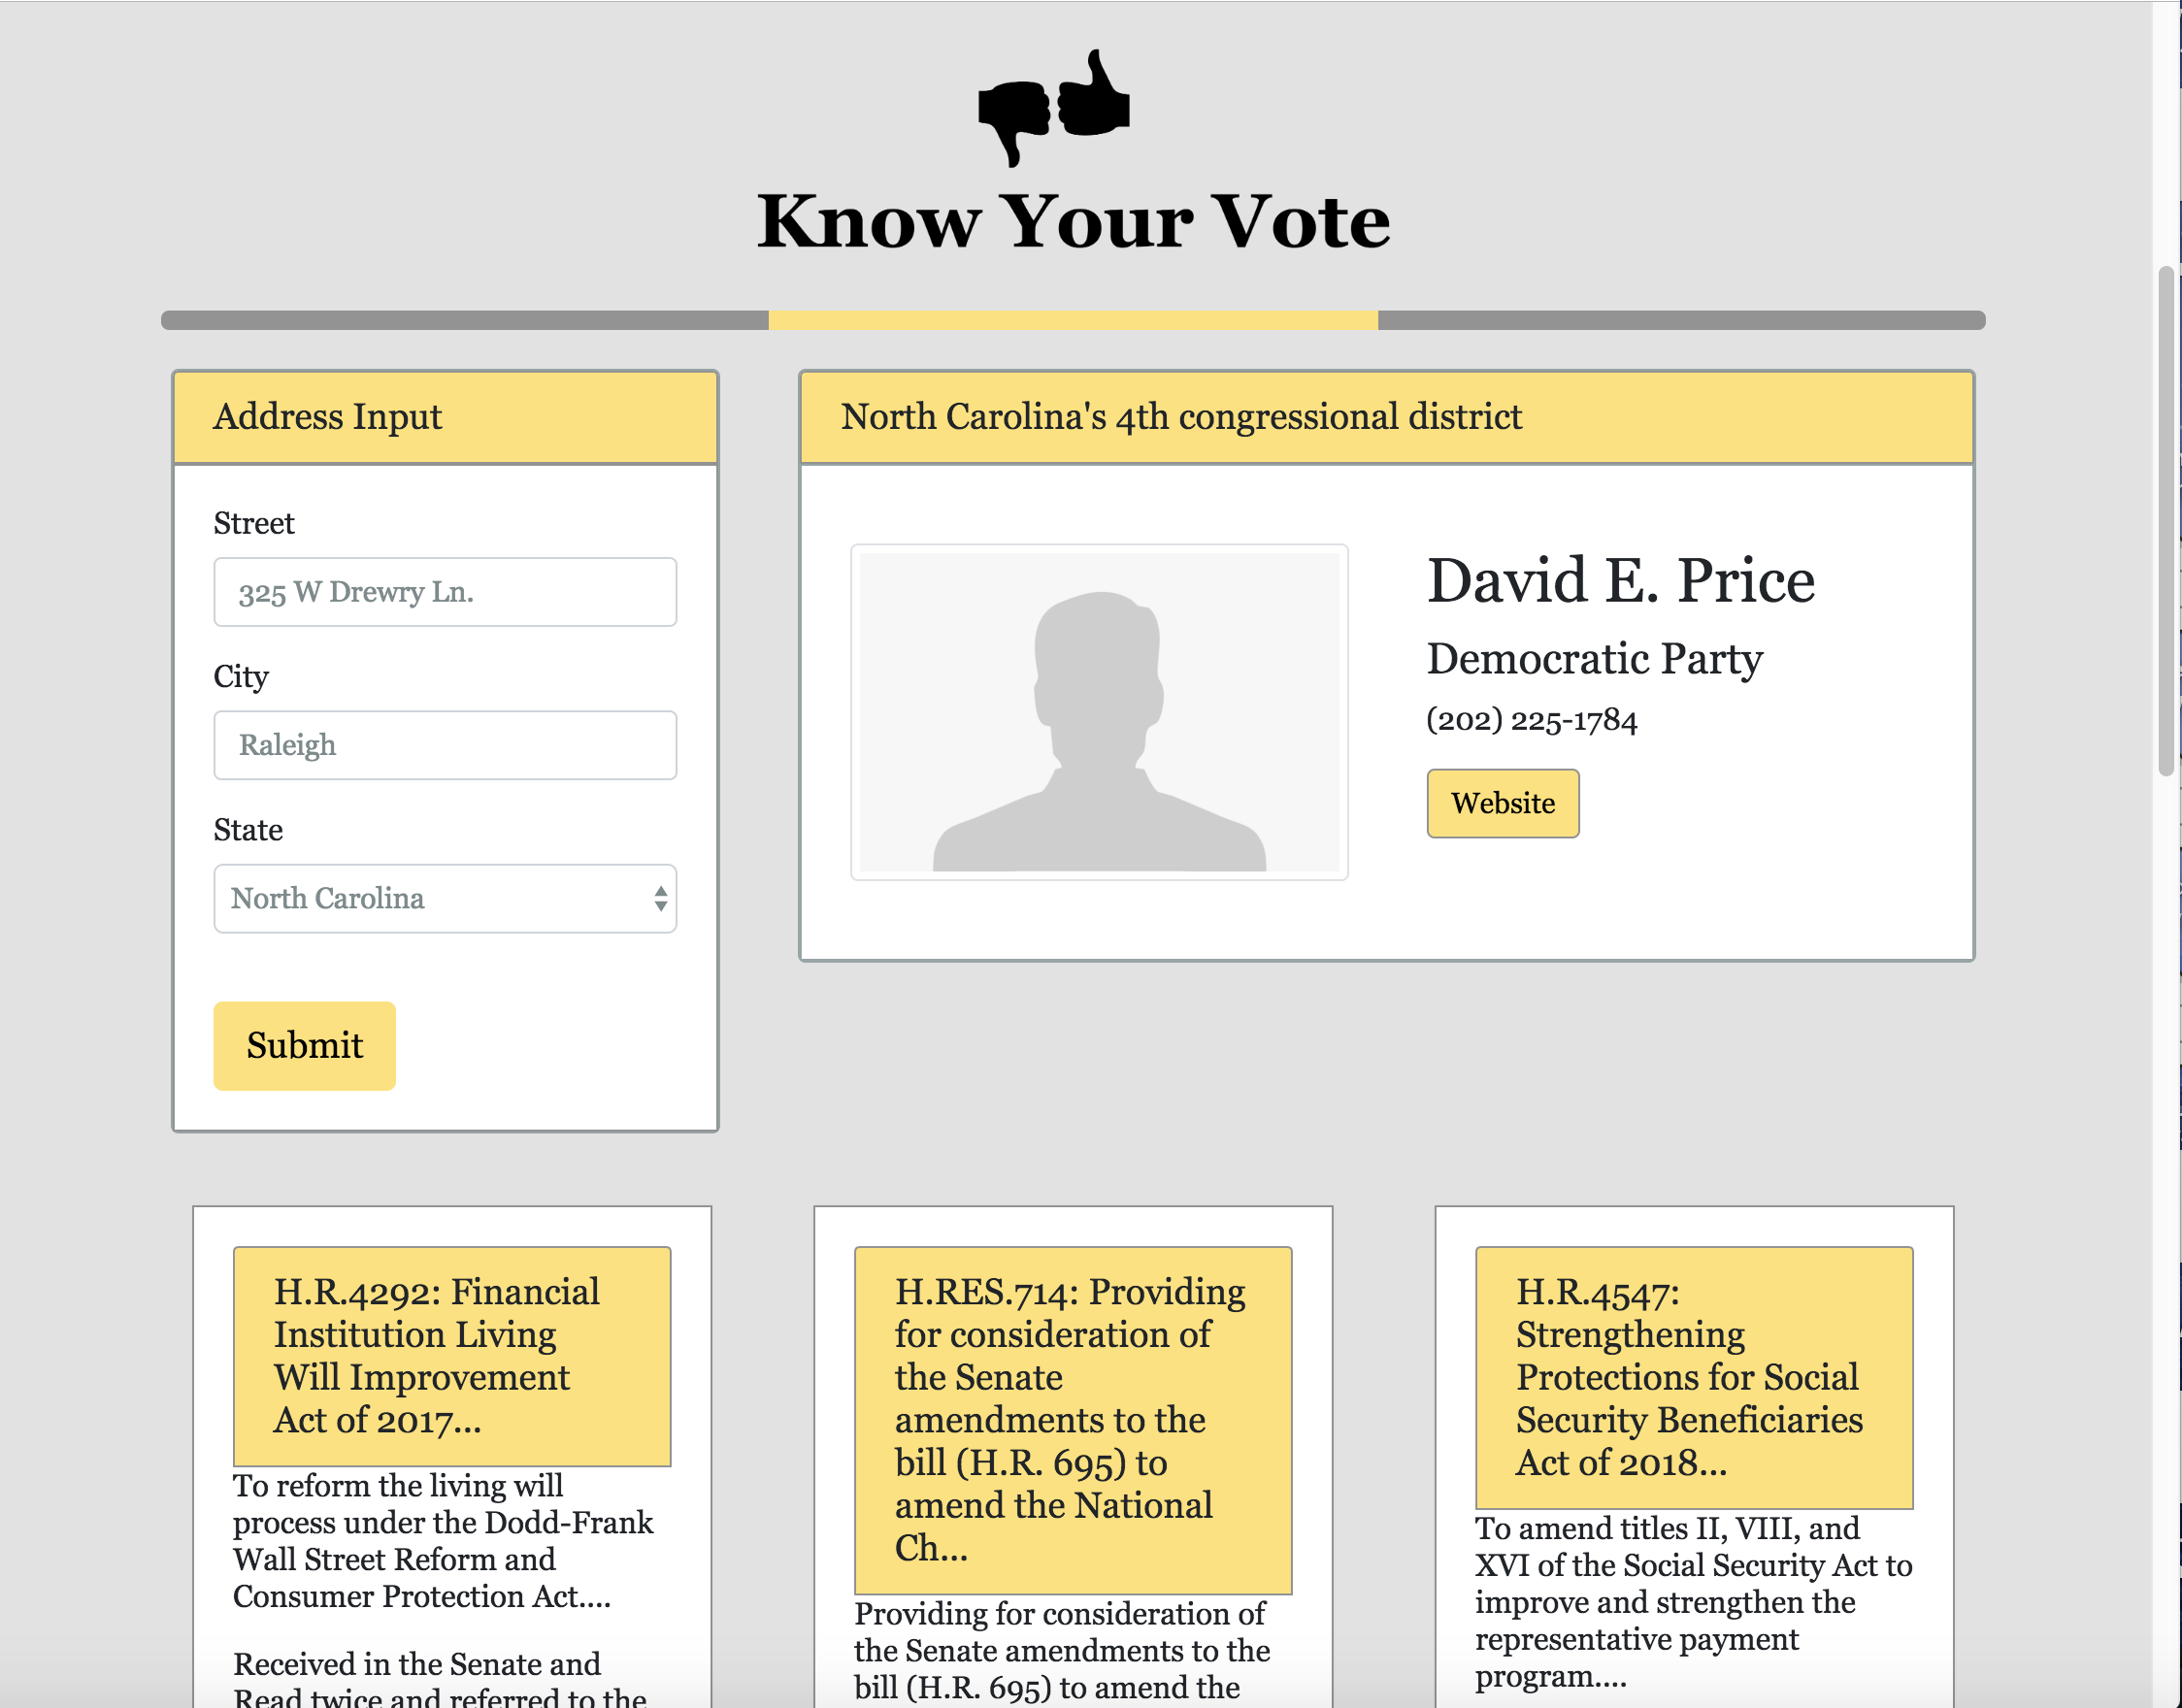 Know Your Vote
Address Input
Street
325 W Drewry Ln.
City
Raleigh
State
North Carolina
Submit
North Carolina's 4th congressional district
David E. Price
Democratic Party
(202) 225-1784
Website
H.R.4292: Financial
Institution Living
Will Improvement
Act of 2017...
To reform the living will
process under the Dodd-Frank
Wall Street Reform and
Consumer Protection Act....
Received in the Senate and
Read twice and referred to the
H.RES.714: Providing
for consideration of
the Senate
amendments to the
bill (H.R. 695) to
amend the National
Ch...
Providing for consideration of
the Senate amendments to the
bill (H.R. 695) to amend the
H.R.4547:
Strengthening
Protections for Social
Security Beneficiaries
Act of 2018...
To amend titles II, VIII, and
XVI of the Social Security Act to
improve and strengthen the
representative payment
program....